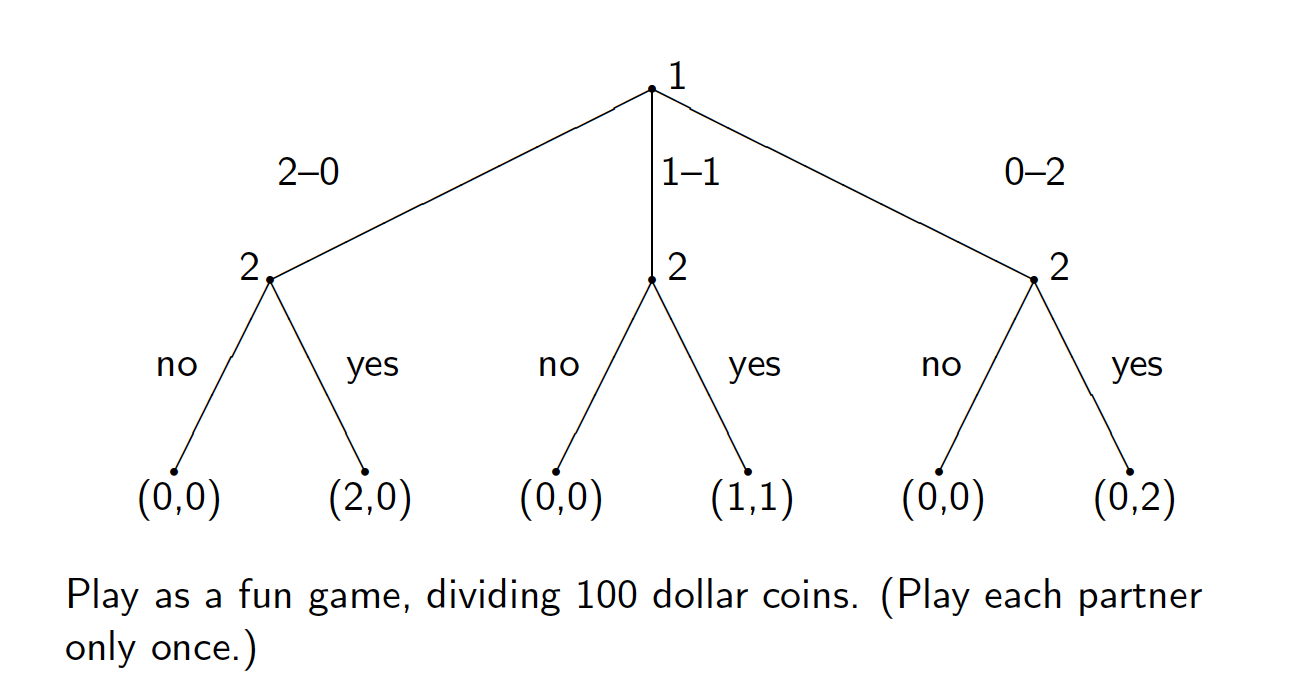 1
2–0 1–1 0–2
2 2 2
no yes no yes no yes
(0,0) (2,0) (0,0) (1,1) (0,0) (0,2)
Play as a fun game, dividing 100 dollar coins. (Play each partner
only once.)